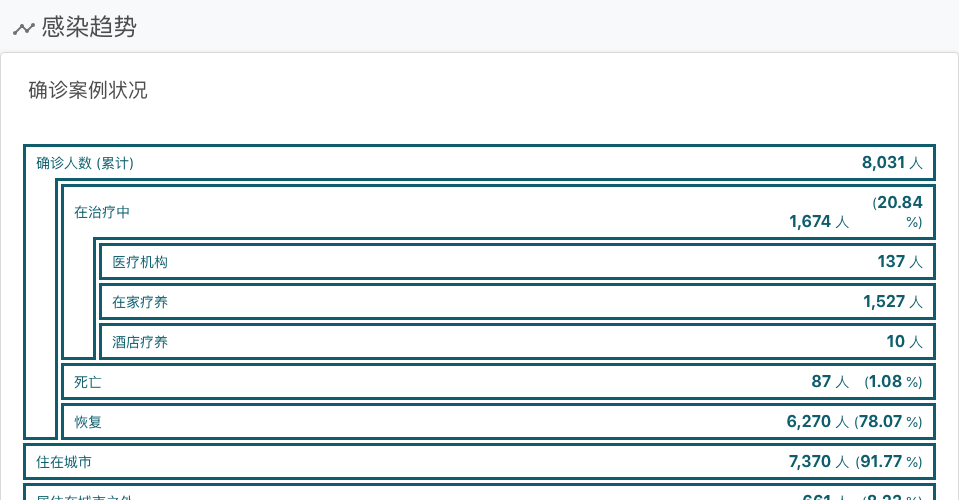 感染趋势
确诊案例状况
确诊人数 (累计) 8,031 人
在治疗中 1,674 人 (20.84 %)
医疗机构 137 人
在家疗养 1,527 人
酒店疗养 10 人
死亡 87 人 (1.08 %)
恢复 6,270 人 (78.07 %)
住在城市 7,370 人 (91.77 %)
居住在城市之外 661 人 (8.23 %)